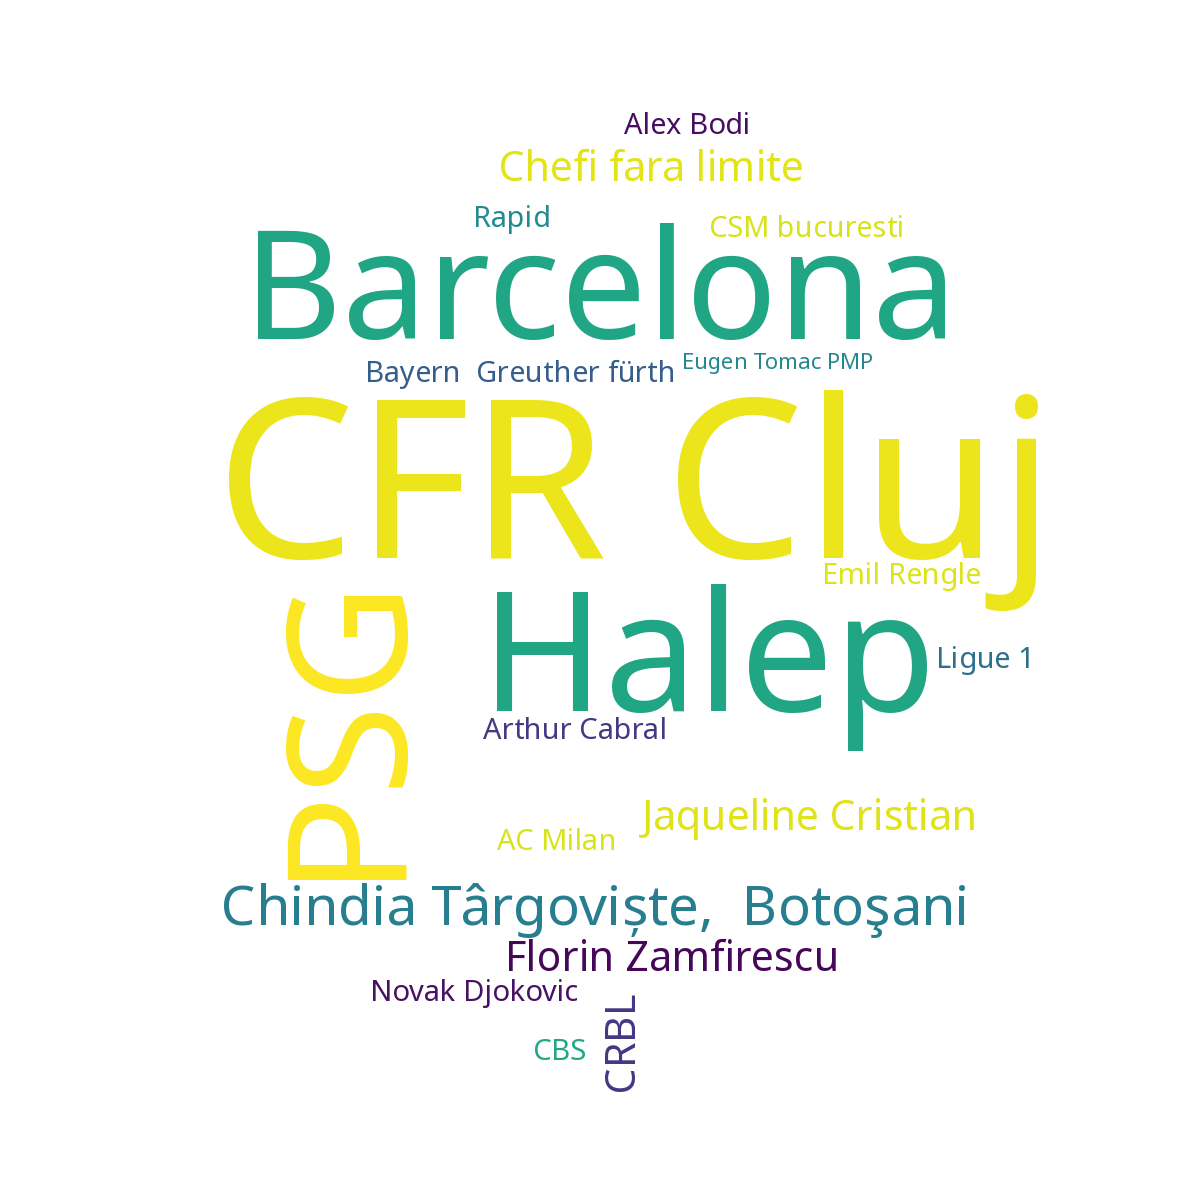 Alex Bodi
Chefi fara limite
Rapid
CSM bucuresti
Barcelona
Bayern  Greuther fürth
Eugen Tomac PMP
CFR Cluj
Emil Rengle
PSG
Halep
Ligue 1
Arthur Cabral
Jaqueline Cristian
AC Milan
Chindia Târgoviște,  Botoşani
Florin Zamfirescu
Novak Djokovic
CRBL
CBS